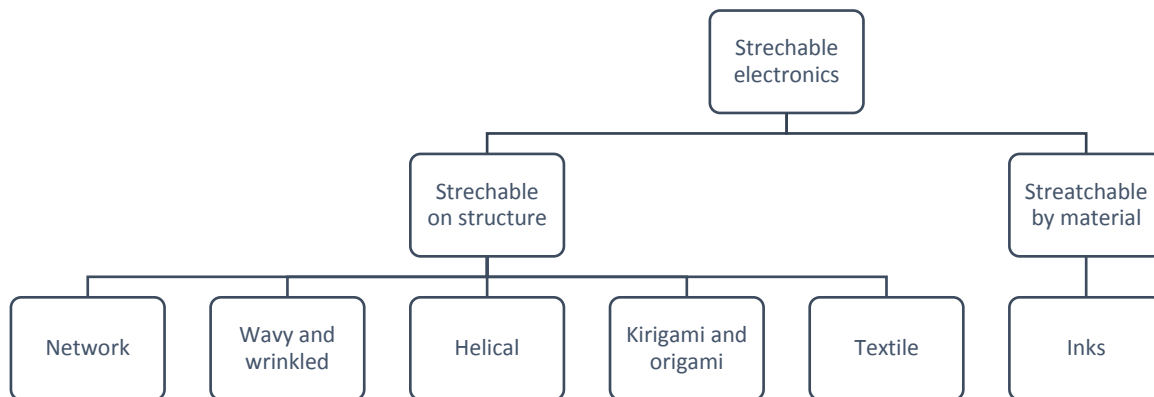 Strechable
electronics
Strechable
on structure
Streatchable
by material
Network
Wavy and
wrinkled
Helical
Kirigami and
origami
Textile
Inks